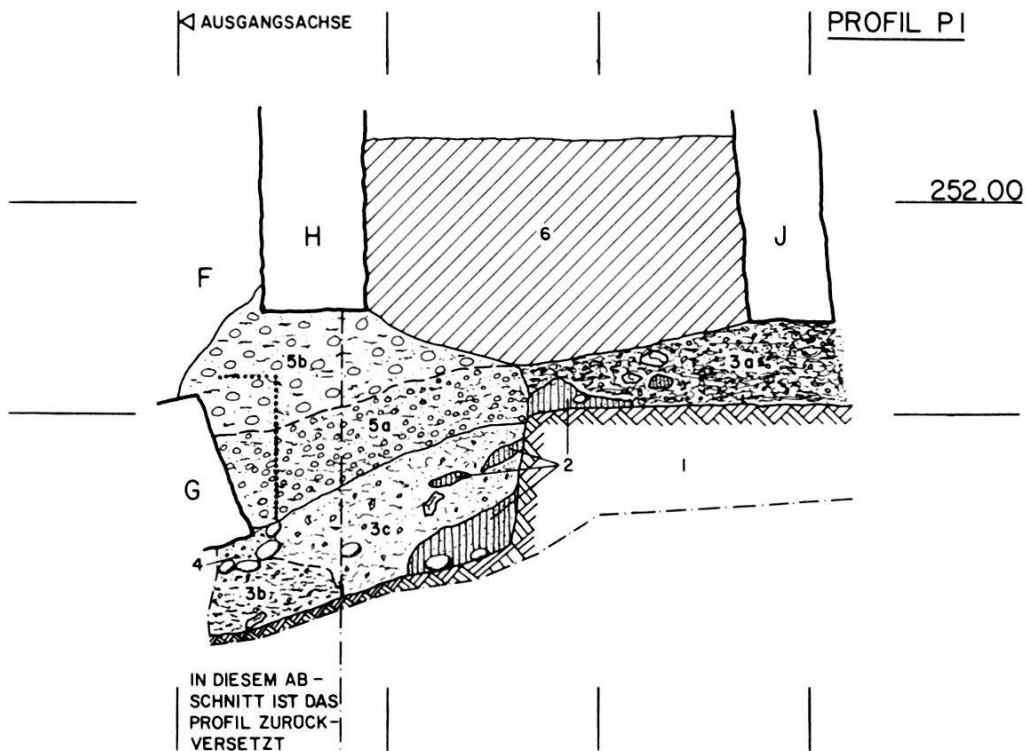 AUSGANGSACHSE
PROFIL P1
252.00
H
6
J
F
5b
3a
5a
G
2
1
3c
4
3b
IN DIESEM AB-
SCHNITT IST DAS
PROFIL ZURÜCK-
VERSETZT